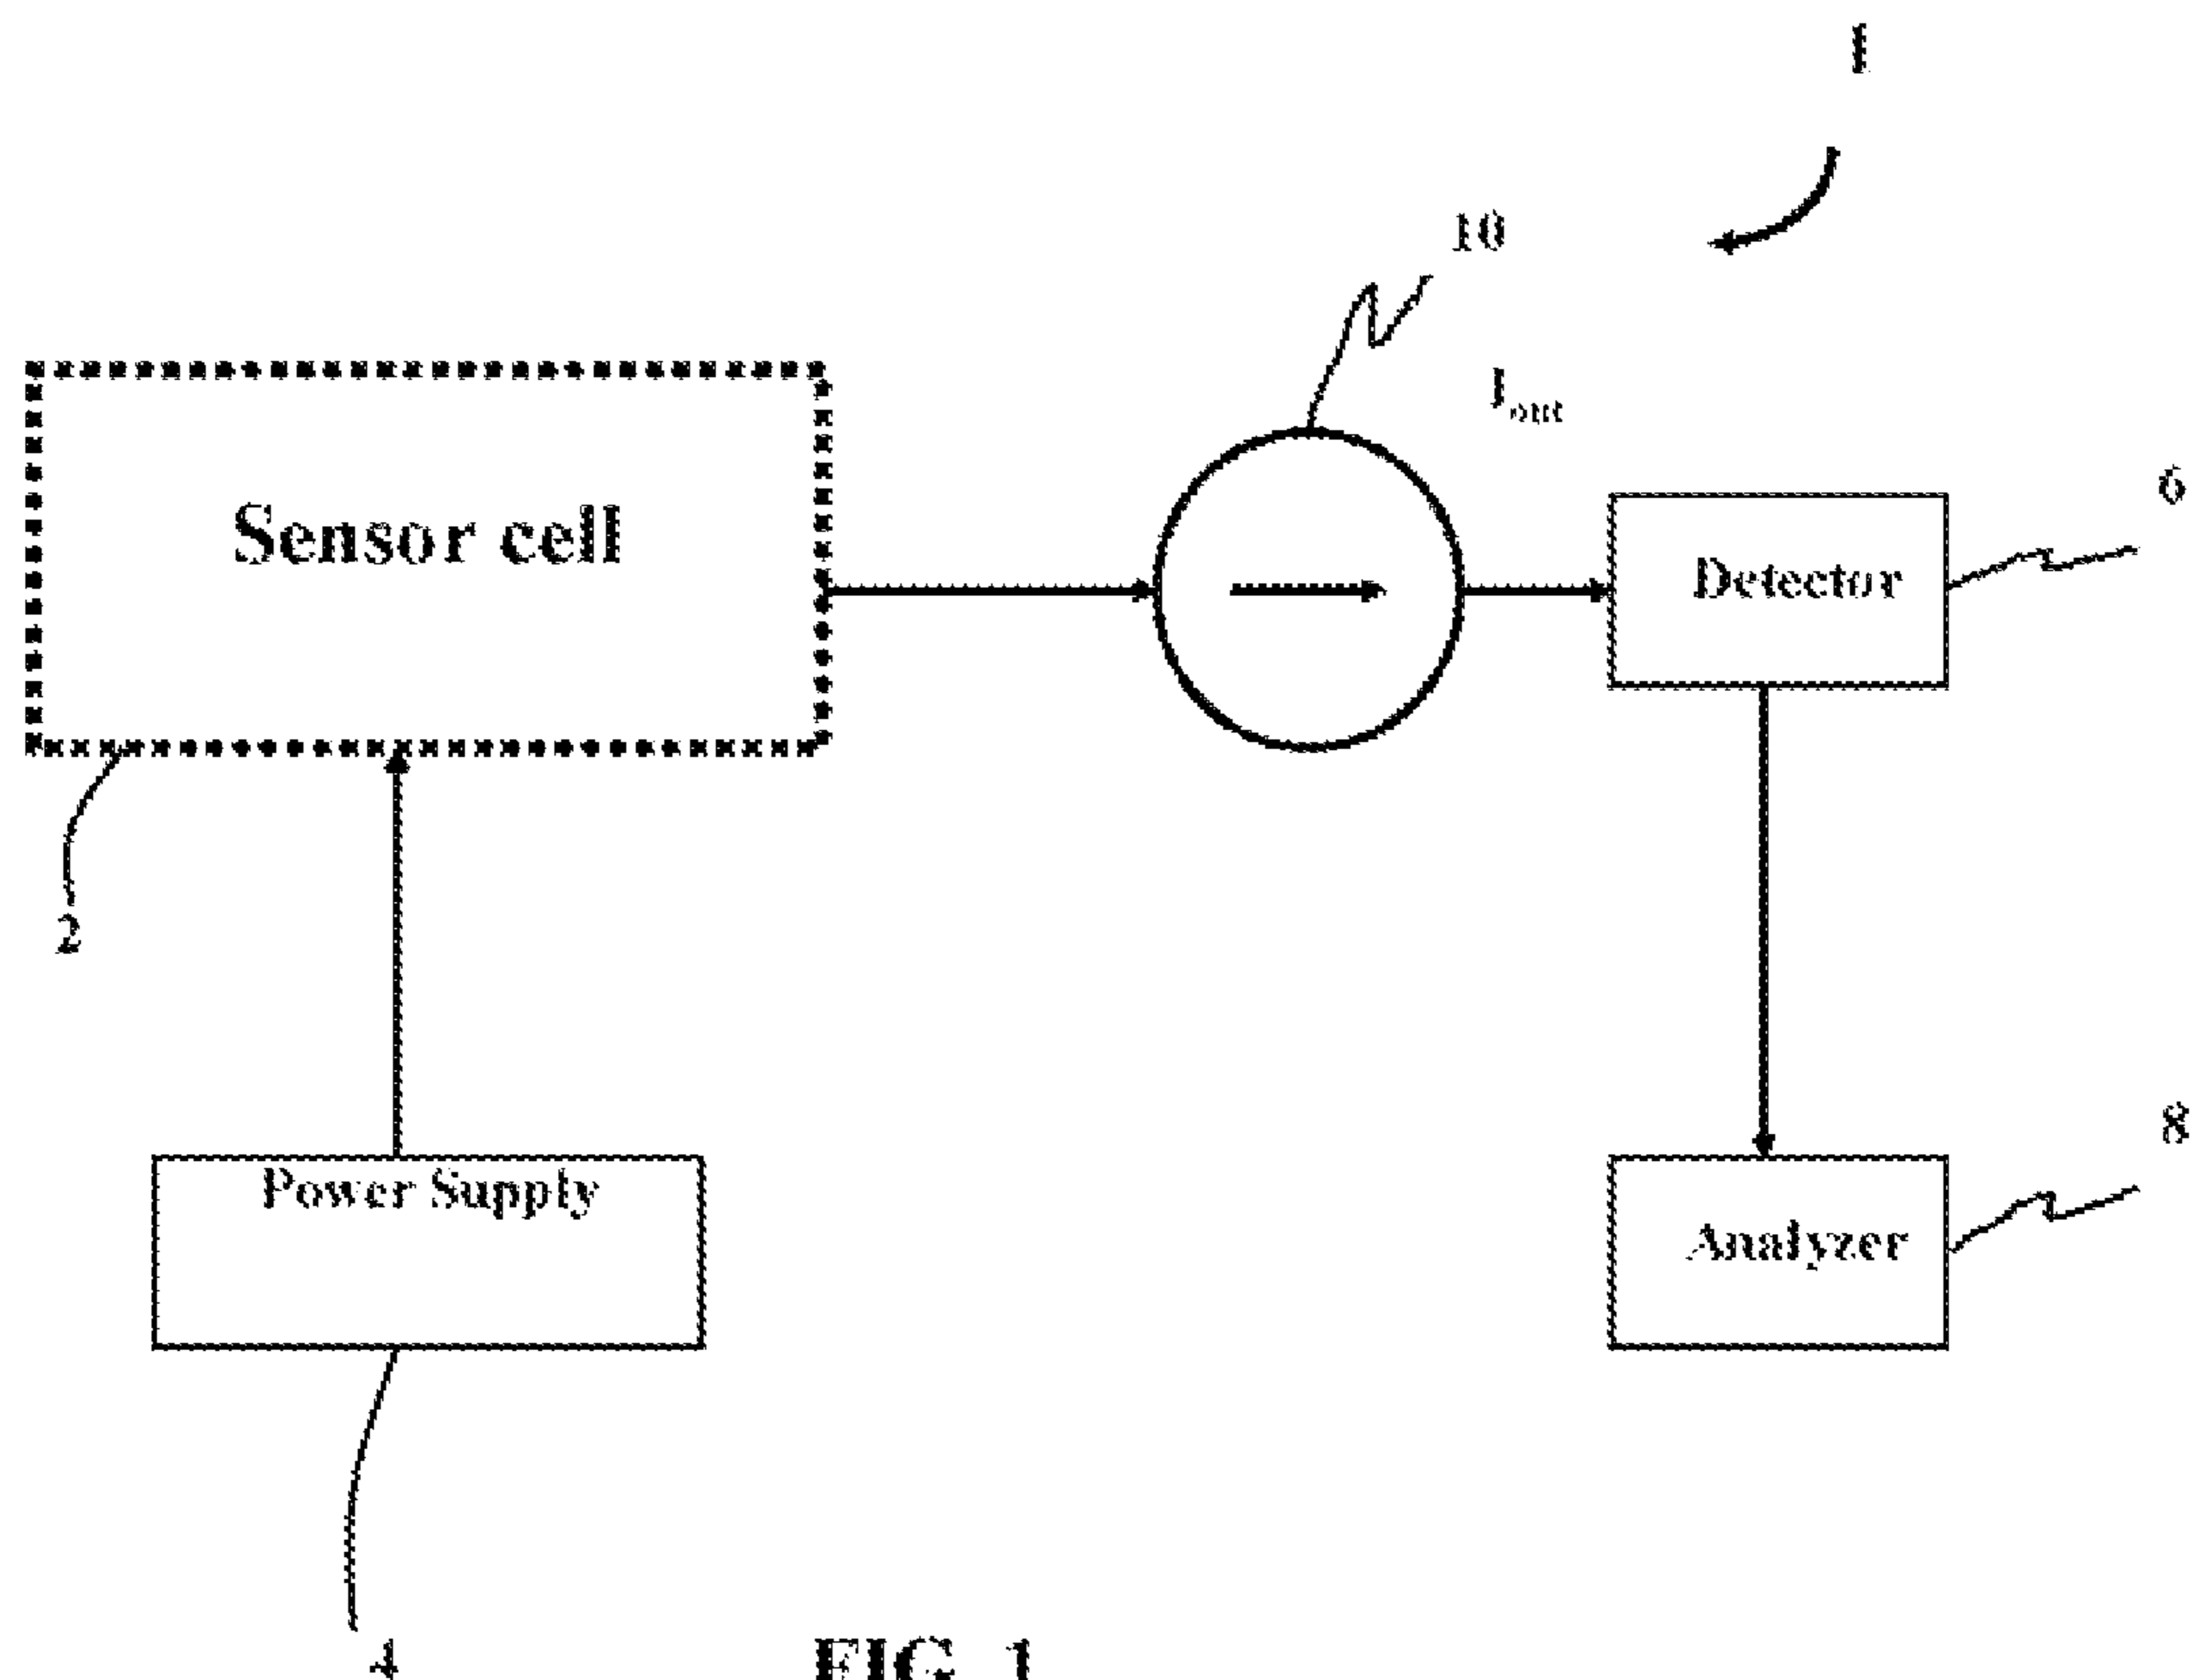 1
10
I_out
6
Sensor cell
Detector
2
8
Power Supply
Analyzer
4
FIG. 1